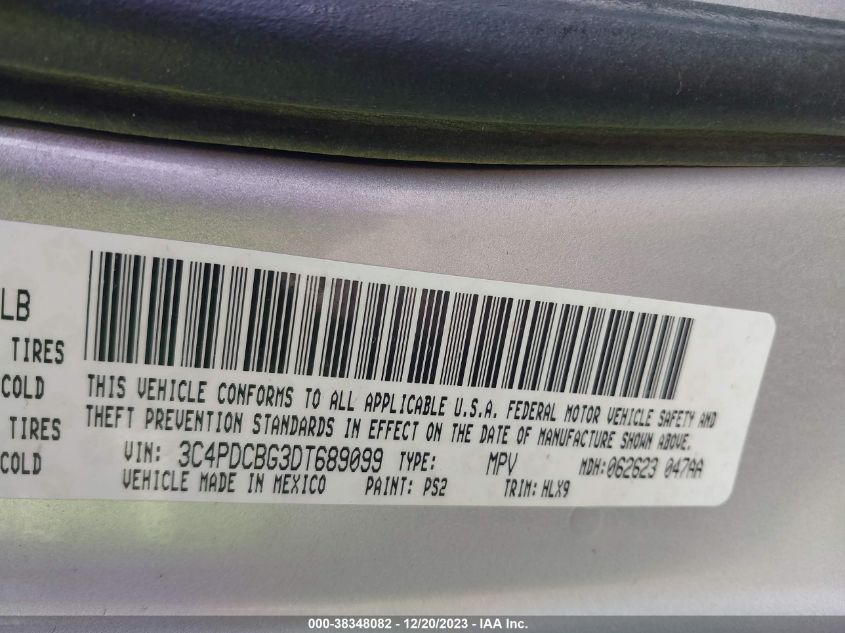 LB
TIRES
COLD
TIRES
COLD
THIS VEHICLE CONFORMS TO ALL APPLICABLE U.S.A. FEDERAL MOTOR VEHICLE SAFETY AND
THEFT PREVENTION STANDARDS IN EFFECT ON THE DATE OF MANUFACTURE SHOWN ABOVE.
VIN: 3C4PDCBG3DT689099 TYPE: MPV MDH:062623 047AA
VEHICLE MADE IN MEXICO PAINT: PS2 TRIM: HLX9
000-38348082 - 12/20/2023 - IAA Inc.